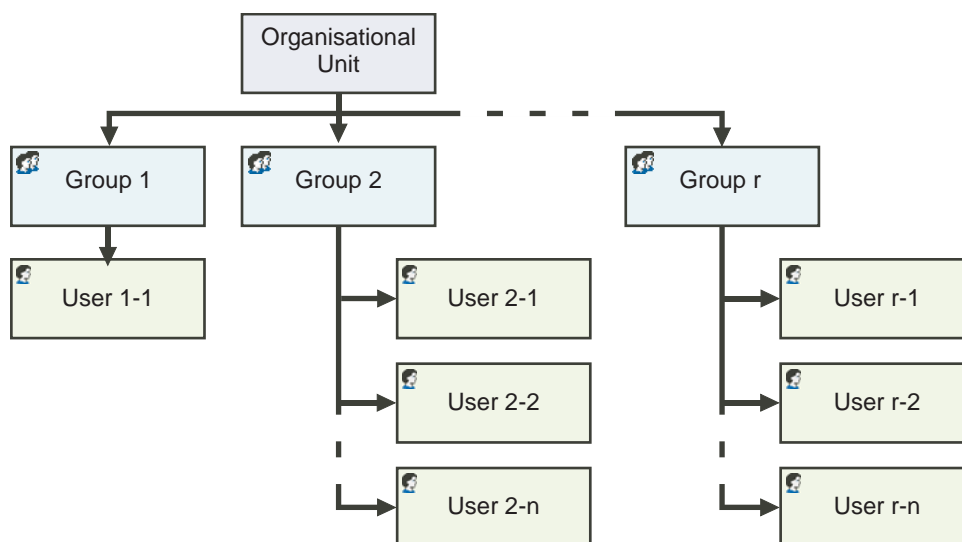 Organisational
Unit
Group 1
Group 2
Group r
User 1-1
User 2-1
User r-1
User 2-2
User r-2
User 2-n
User r-n